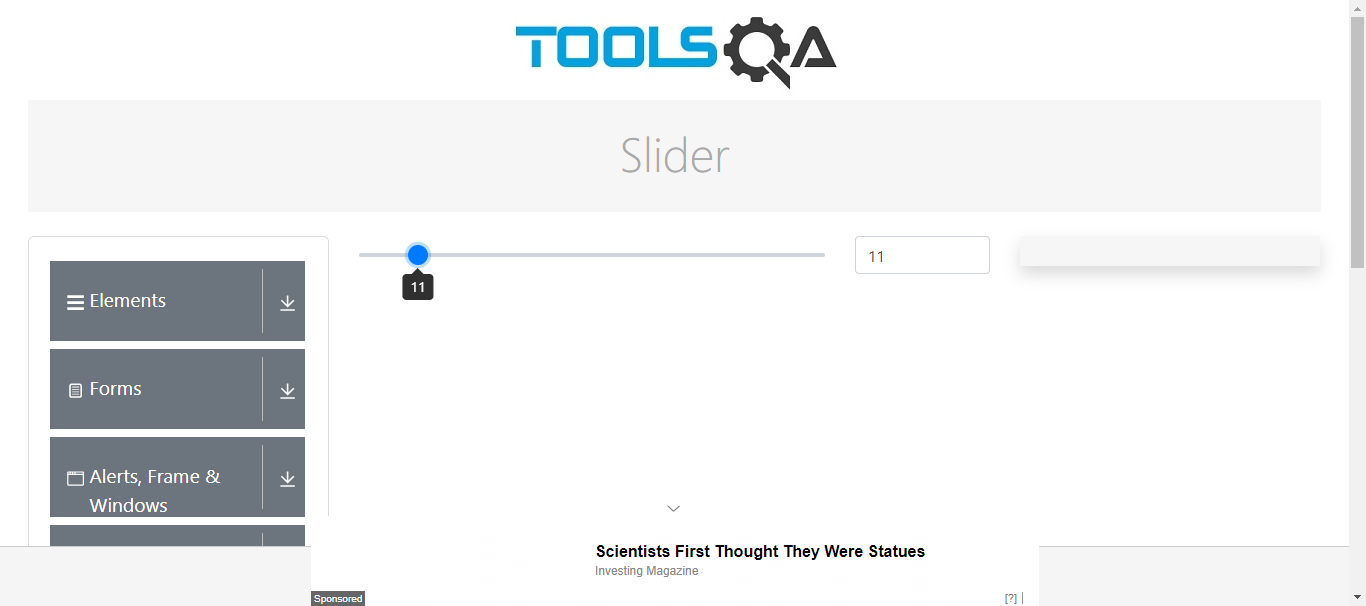 TOOLSQA
Slider
11
11
Elements
Forms
Alerts, Frame &
Windows
Scientists First Thought They Were Statues
Investing Magazine
Sponsored
[?] |